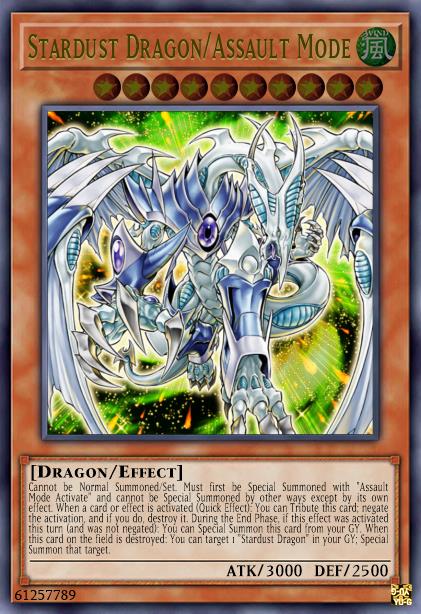 STARDUST DRAGON/ASSAULT MODE
WIND
風
[DRAGON/EFFECT]
Cannot be Normal Summoned/Set. Must first be Special Summoned with "Assault
Mode Activate" and cannot be Special Summoned by other ways except by its own
effect. When a card or effect is activated (Quick Effect): You can Tribute this card; negate
the activation, and if you do, destroy it. During the End Phase, if this effect was activated
this turn (and was not negated): You can Special Summon this card from your GY. When
this card on the field is destroyed: You can target 1 "Stardust Dragon" in your GY; Special
Summon that target.
ATK/3000 DEF/2500
61257789